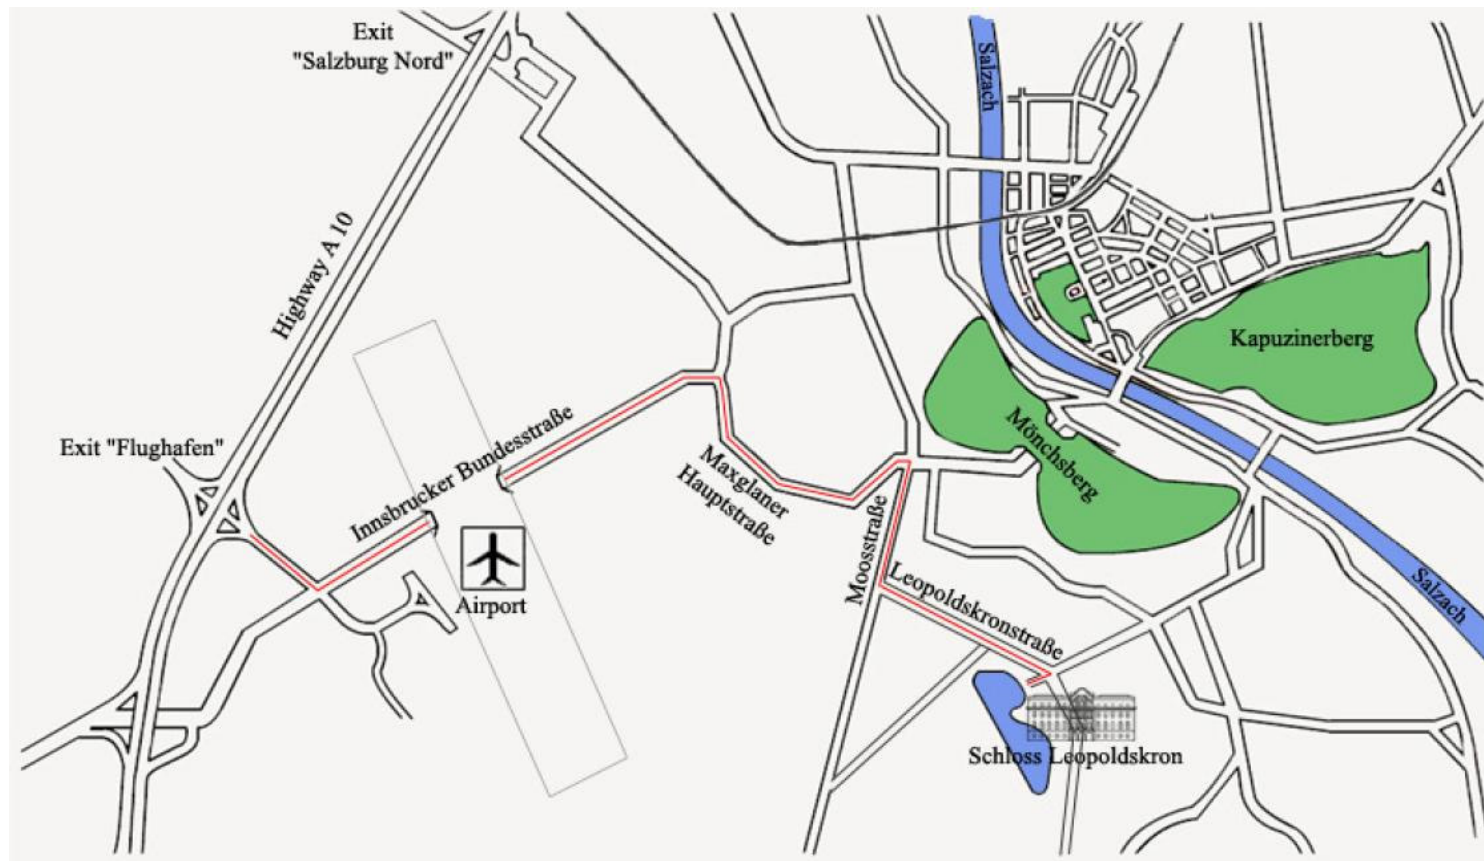 Exit
"Salzburg Nord"
Salzach
Highway A 10
Kapuzinerberg
Exit "Flughafen"
Innsbrucker Bundesstraße
Mönchsberg
Maxglaner
Hauptstraße
Moosstraße
Airport
Leopoldskronstraße
Salzach
Schloss Leopoldskron